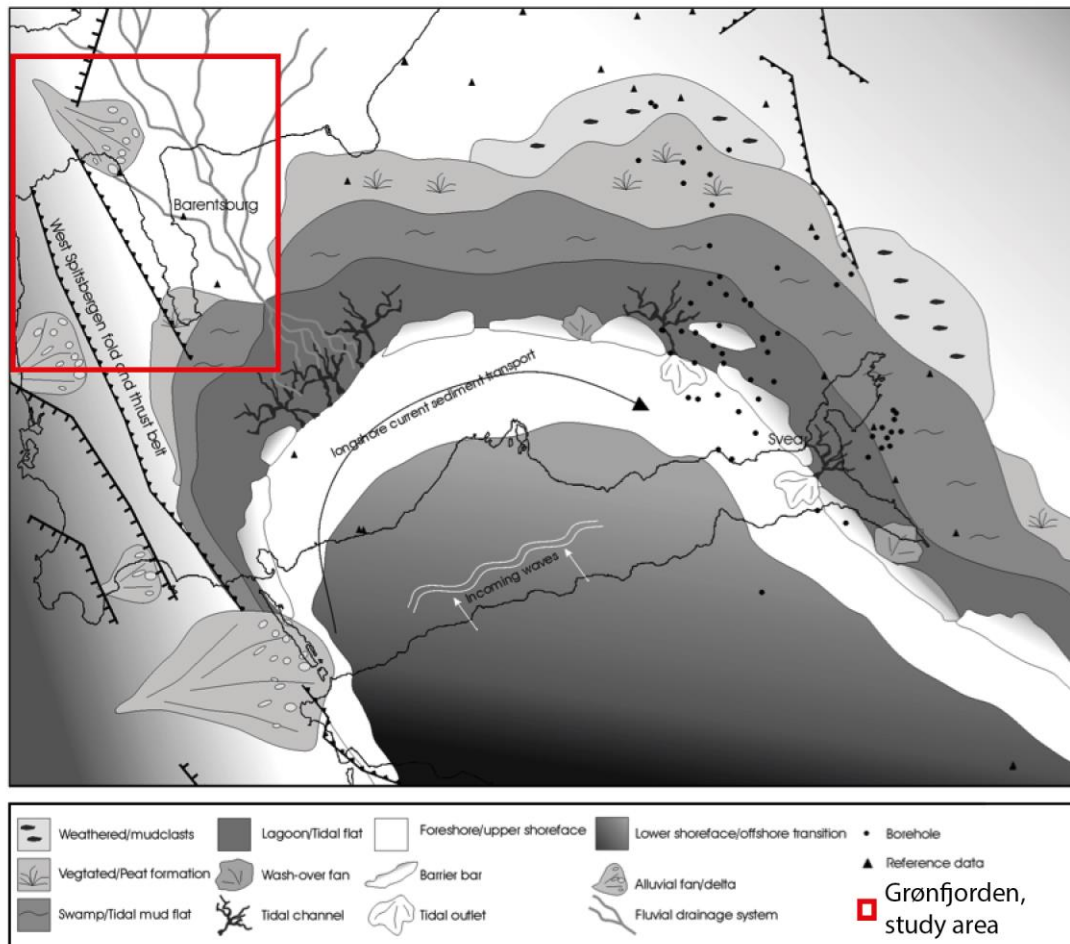 Barentsburg
West Spitsbergen fold and thrust belt
longshore current sediment transport
Svea
Incoming waves
Weathered/mudclasts
Lagoon/Tidal flat
Foreshore/upper shoreface
Lower shoreface/offshore transition
Borehole
Vegtated/Peat formation
Wash-over fan
Barrier bar
Alluvial fan/delta
Reference data
Swamp/Tidal mud flat
Tidal channel
Tidal outlet
Fluvial drainage system
Grønfjorden,
study area